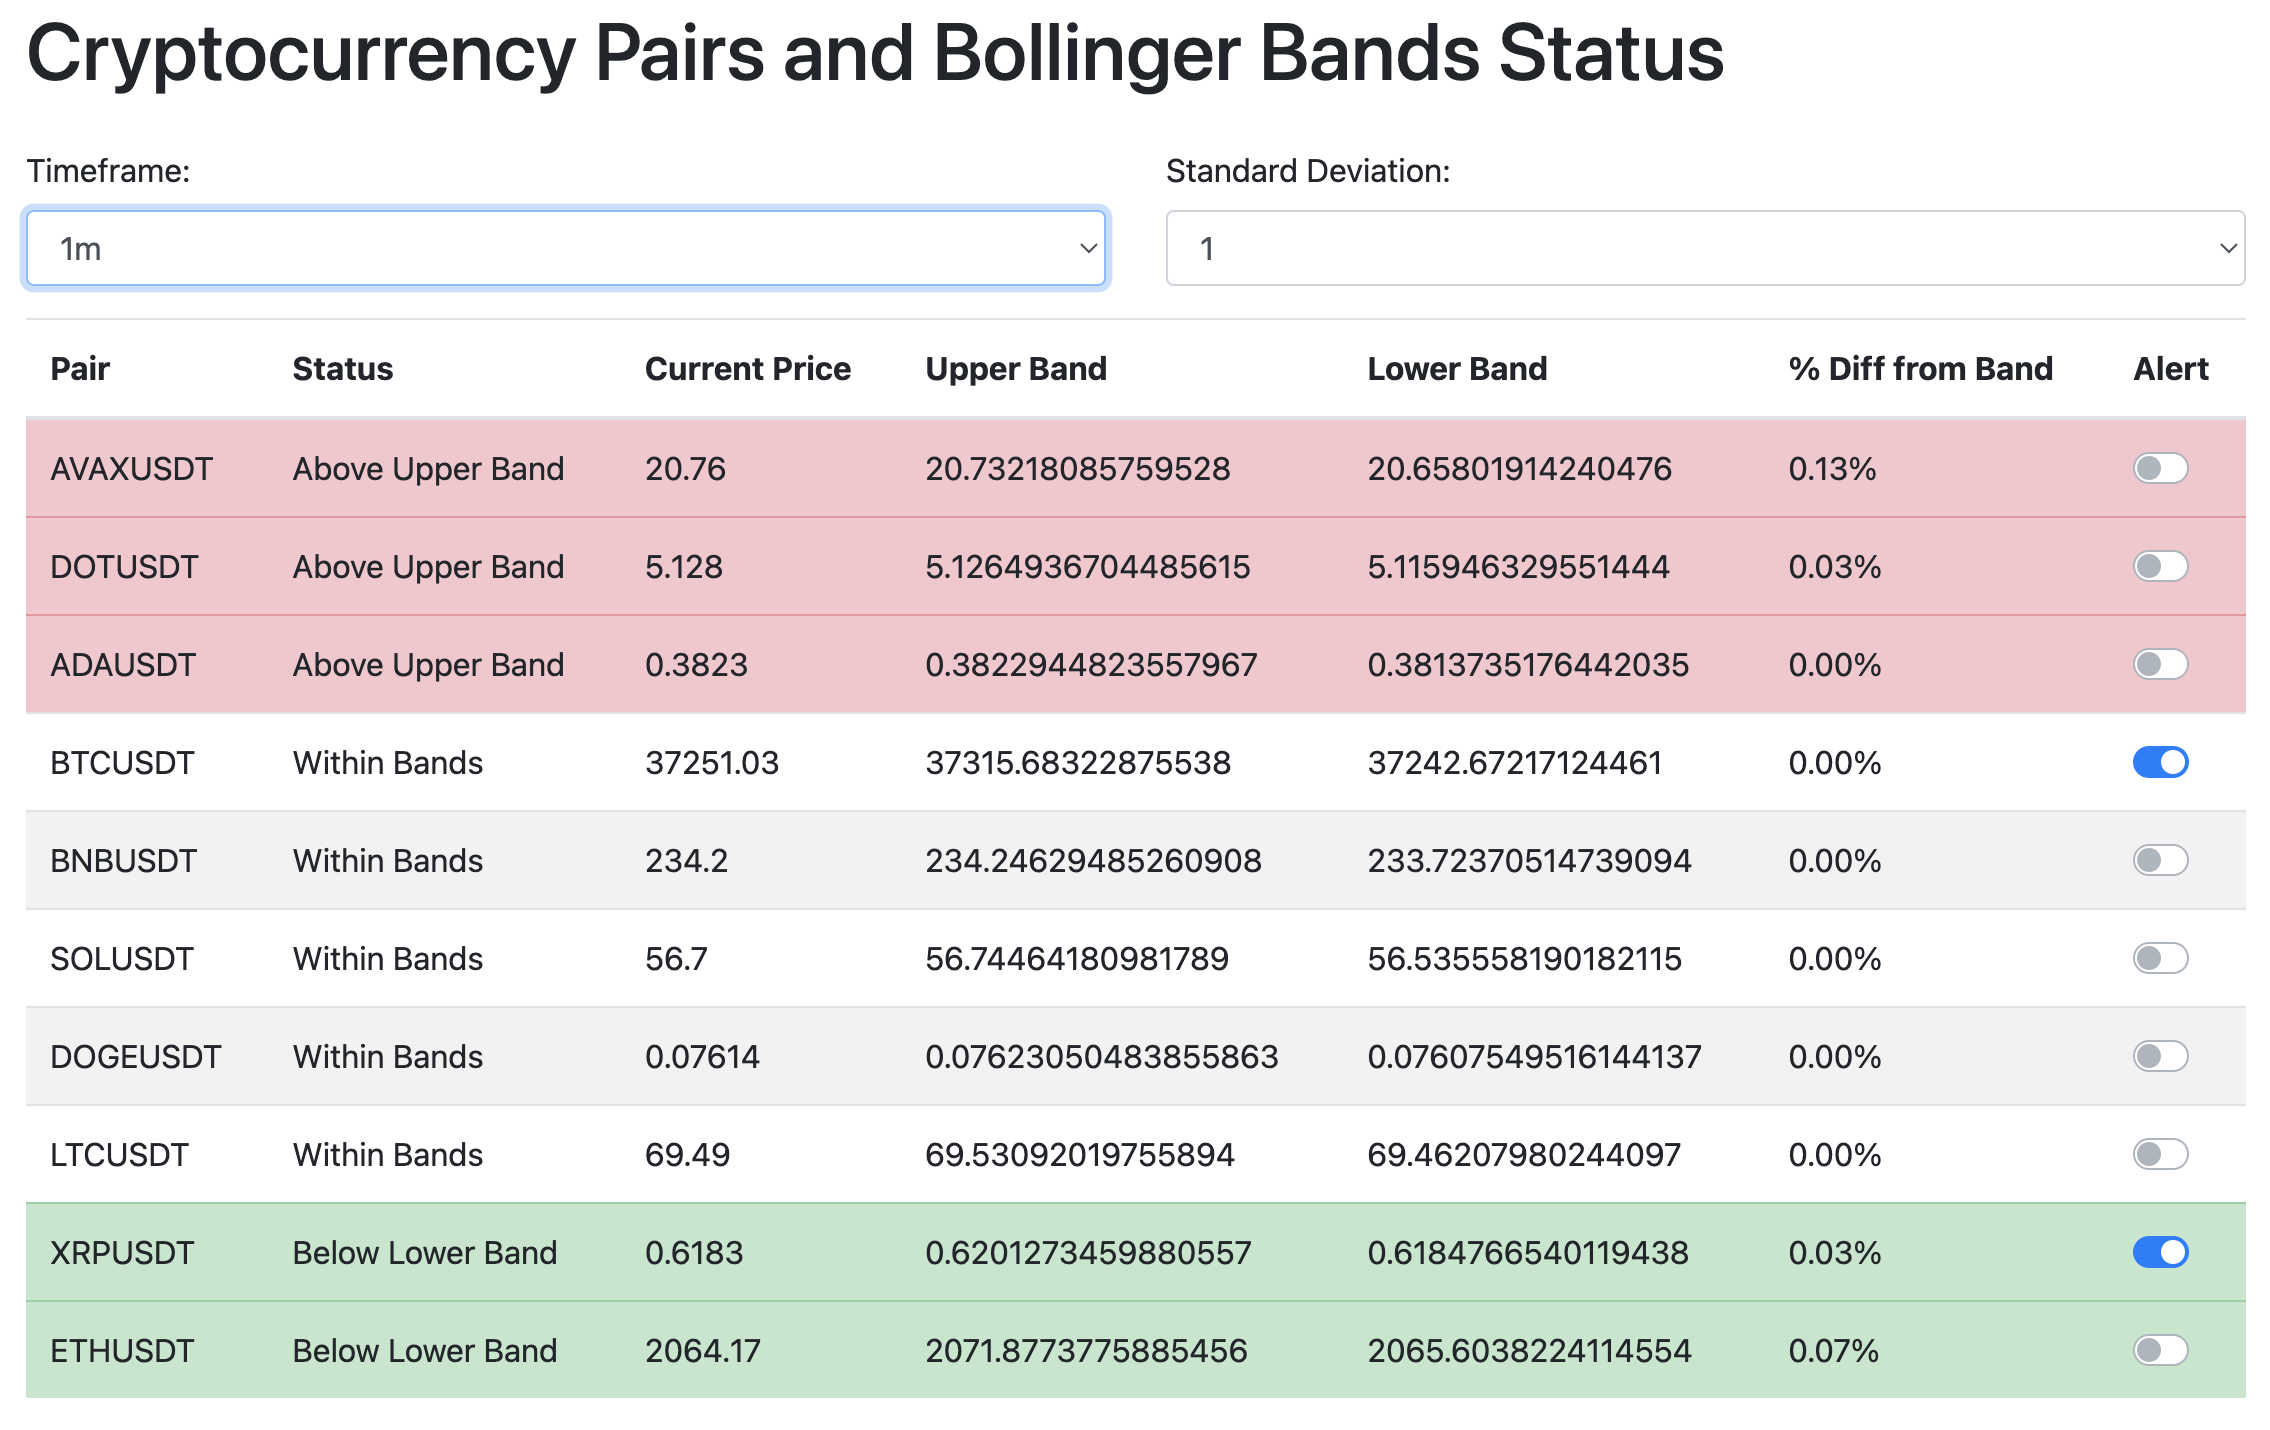 Cryptocurrency Pairs and Bollinger Bands Status
Timeframe: Standard Deviation:
1m 1
Pair Status Current Price Upper Band Lower Band % Diff from Band Alert
AVAXUSDT Above Upper Band 20.76 20.73218085759528 20.65801914240476 0.13%
DOTUSDT Above Upper Band 5.128 5.1264936704485615 5.115946329551444 0.03%
ADAUSDT Above Upper Band 0.3823 0.3822944823557967 0.3813735176442035 0.00%
BTCUSDT Within Bands 37251.03 37315.68322875538 37242.67217124461 0.00%
BNBUSDT Within Bands 234.2 234.24629485260908 233.72370514739094 0.00%
SOLUSDT Within Bands 56.7 56.74464180981789 56.535558190182115 0.00%
DOGEUSDT Within Bands 0.07614 0.07623050483855863 0.07607549516144137 0.00%
LTCUSDT Within Bands 69.49 69.53092019755894 69.46207980244097 0.00%
XRPUSDT Below Lower Band 0.6183 0.6201273459880557 0.6184766540119438 0.03%
ETHUSDT Below Lower Band 2064.17 2071.8773775885456 2065.6038224114554 0.07%